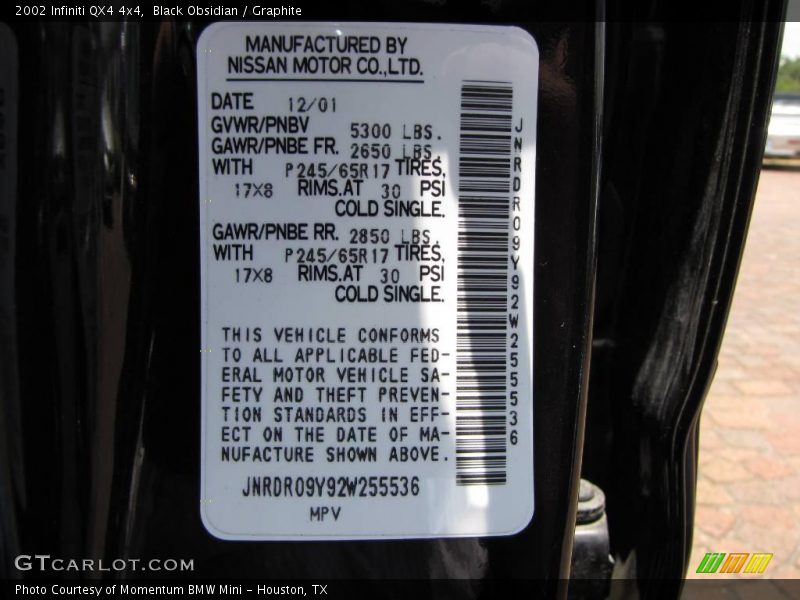 2002 Infiniti QX4 4x4, Black Obsidian / Graphite
MANUFACTURED BY
NISSAN MOTOR CO.,LTD.
DATE 12/01
GVWR/PNBV 5300 LBS.
GAWR/PNBE FR. 2650 LBS.
WITH P245/65R17 TIRES,
17X8 RIMS.AT 30 PSI
COLD SINGLE.
GAWR/PNBE RR. 2850 LBS.
WITH P245/65R17 TIRES,
17X8 RIMS.AT 30 PSI
COLD SINGLE.
THIS VEHICLE CONFORMS
TO ALL APPLICABLE FED-
ERAL MOTOR VEHICLE SA-
FETY AND THEFT PREVEN-
TION STANDARDS IN EFF-
ECT ON THE DATE OF MA-
NUFACTURE SHOWN ABOVE.
JNRDR09Y92W255536
MPV
JNRDR09Y92W255536
GTCARLOT.COM
Photo Courtesy of Momentum BMW Mini - Houston, TX